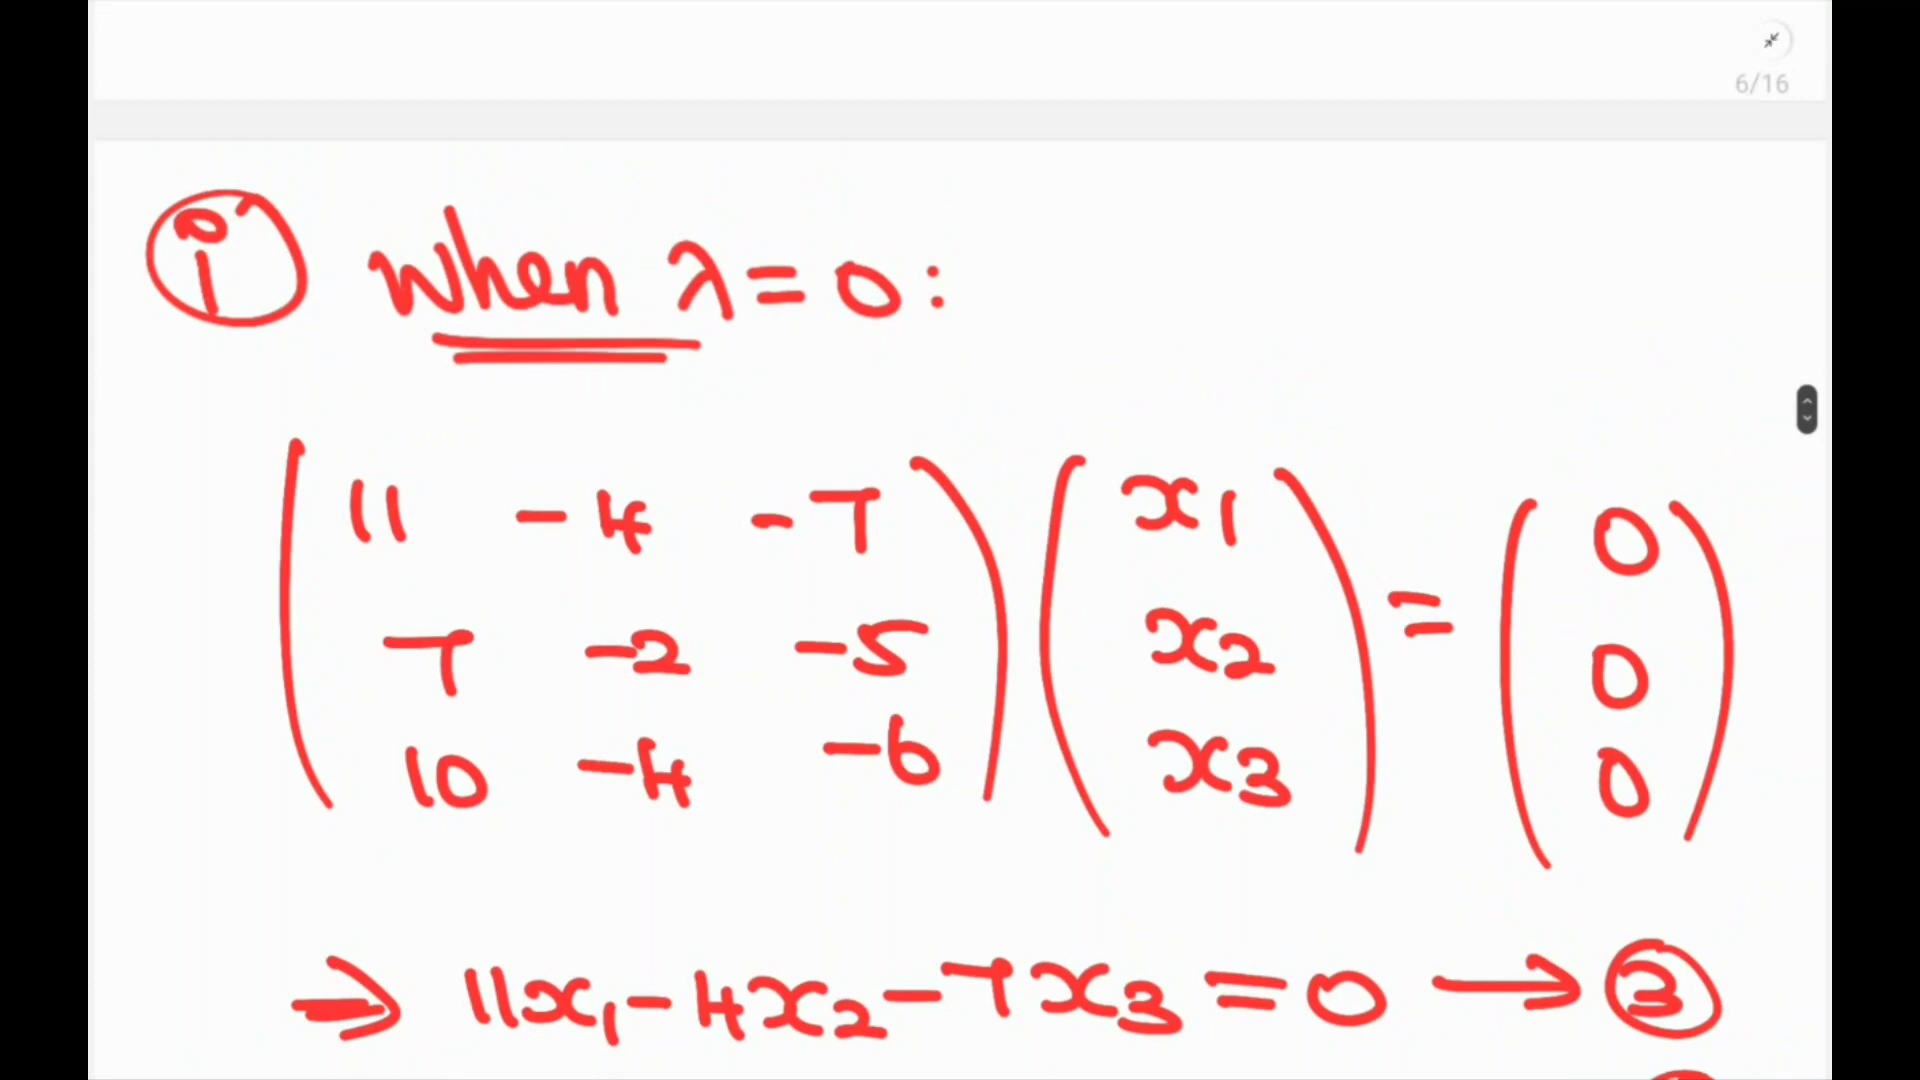 6/16
i When λ = 0 :
( 11 -4 -7 ) ( x1 ) = ( 0 )
( 7 -2 -5 ) ( x2 ) ( 0 )
( 10 -4 -6 ) ( x3 ) ( 0 )
⇒ 11x₁ - 4x₂ - 7x₃ = 0 → ③